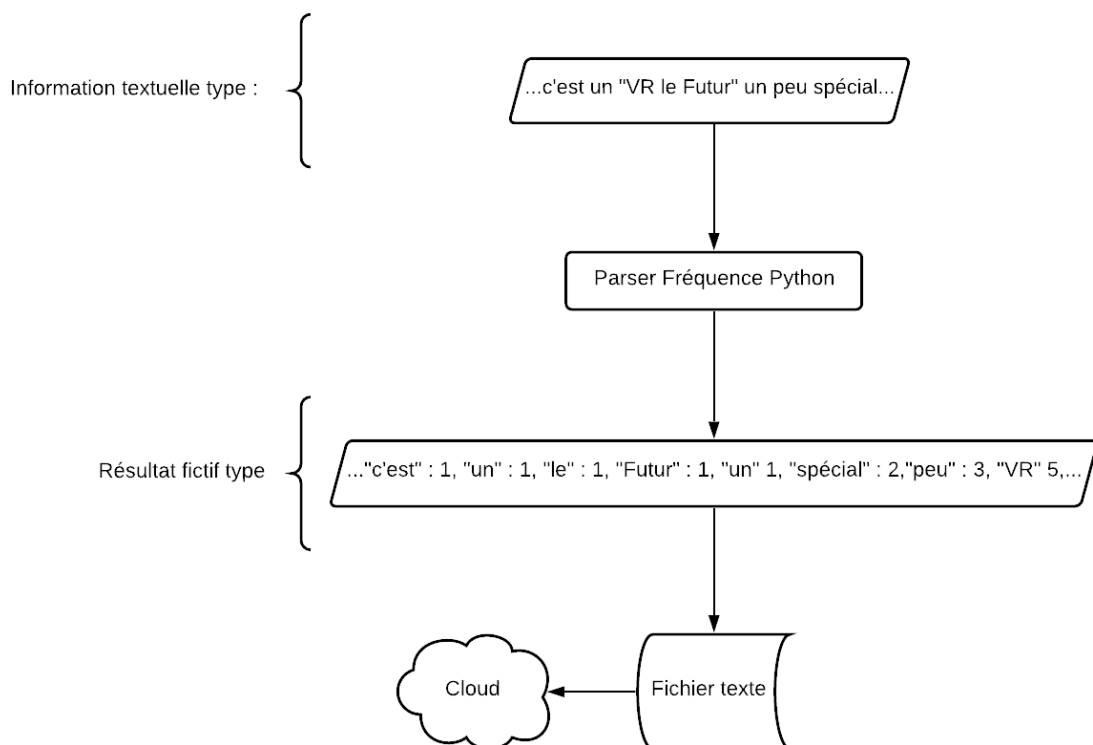 Information textuelle type :
...c'est un "VR le Futur" un peu spécial...
Parser Fréquence Python
Résultat fictif type
..."c'est" : 1, "un" : 1, "le" : 1, "Futur" : 1, "un" 1, "spécial" : 2,"peu" : 3, "VR" 5,...
Cloud
Fichier texte